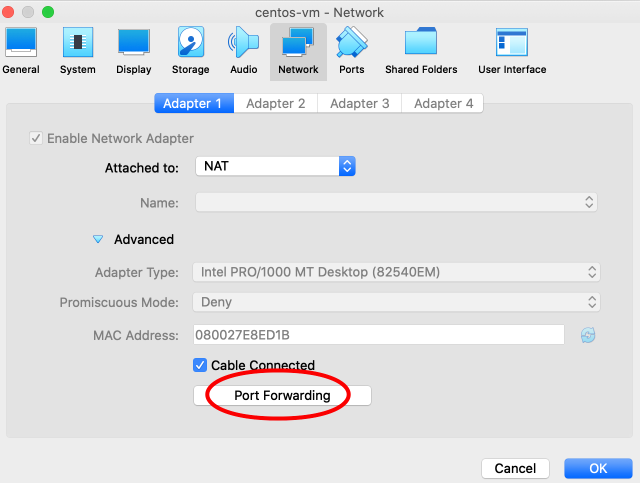 centos-vm - Network
General System Display Storage Audio Network Ports Shared Folders User Interface
Adapter 1 Adapter 2 Adapter 3 Adapter 4
Enable Network Adapter
Attached to: NAT
Name:
Advanced
Adapter Type: Intel PRO/1000 MT Desktop (82540EM)
Promiscuous Mode: Deny
MAC Address: 080027E8ED1B
Cable Connected
Port Forwarding
Cancel OK